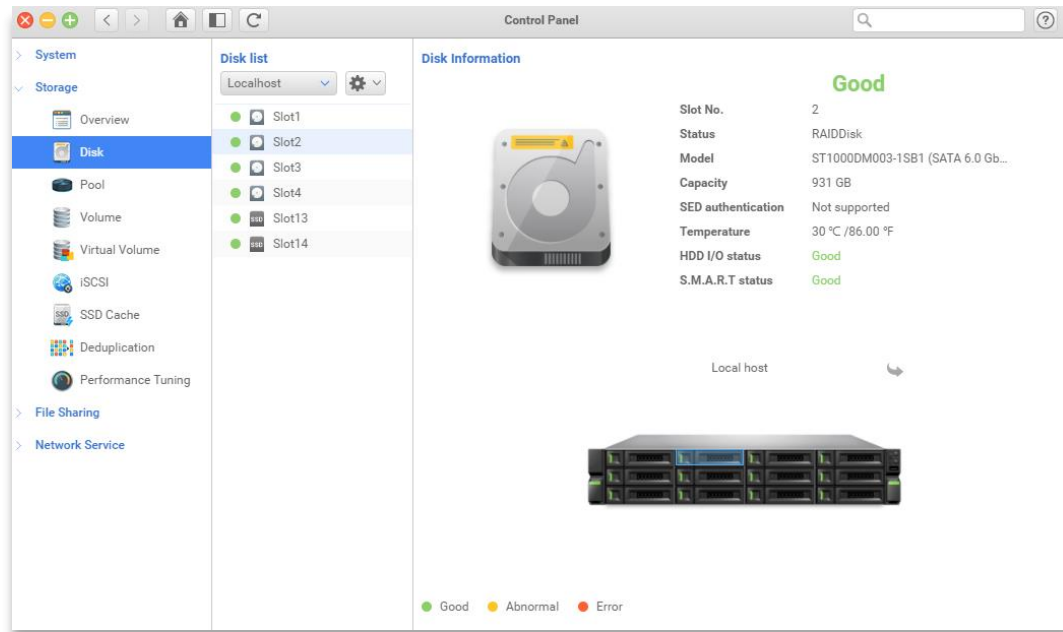 Control Panel
System
Storage
Overview
Disk
Pool
Volume
Virtual Volume
iSCSI
SSD Cache
Deduplication
Performance Tuning
File Sharing
Network Service
Disk list
Localhost
Slot1
Slot2
Slot3
Slot4
SSD Slot13
SSD Slot14
Disk Information
Good
Slot No. 2
Status RAIDDisk
Model ST1000DM003-1SB1 (SATA 6.0 Gb...
Capacity 931 GB
SED authentication Not supported
Temperature 30 °C /86.00 °F
HDD I/O status Good
S.M.A.R.T status Good
Local host
Good Abnormal Error